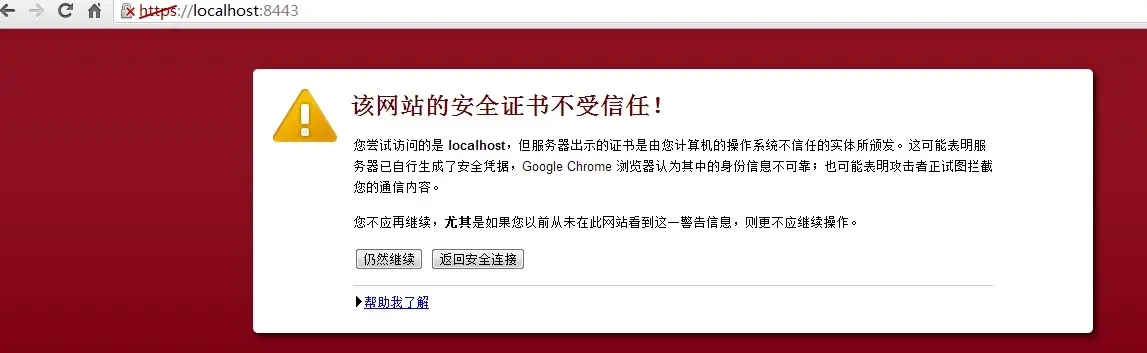 https://localhost:8443
该网站的安全证书不受信任！
您尝试访问的是 localhost，但服务器出示的证书是由您计算机的操作系统不信任的实体所颁发。这可能表明服
务器已自行生成了安全凭据，Google Chrome 浏览器认为其中的身份信息不可靠；也可能表明攻击者正试图拦截
您的通信内容。
您不应再继续，尤其是如果您以前从未在此网站看到这一警告信息，则更不应继续操作。
仍然继续 返回安全连接
帮助我了解